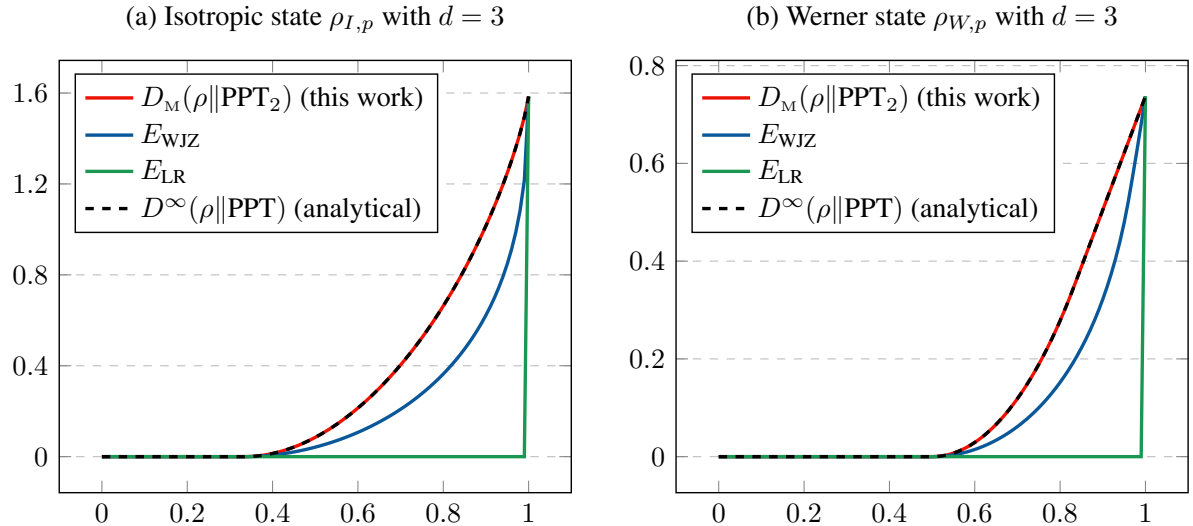 (a) Isotropic state ρ_{I,p} with d = 3
D_M(ρ‖PPT₂) (this work)
E_WJZ
E_LR
D^∞(ρ‖PPT) (analytical)
1.6
1.2
0.8
0.4
0
0 0.2 0.4 0.6 0.8 1
(b) Werner state ρ_{W,p} with d = 3
D_M(ρ‖PPT₂) (this work)
E_WJZ
E_LR
D^∞(ρ‖PPT) (analytical)
0.8
0.6
0.4
0.2
0
0 0.2 0.4 0.6 0.8 1